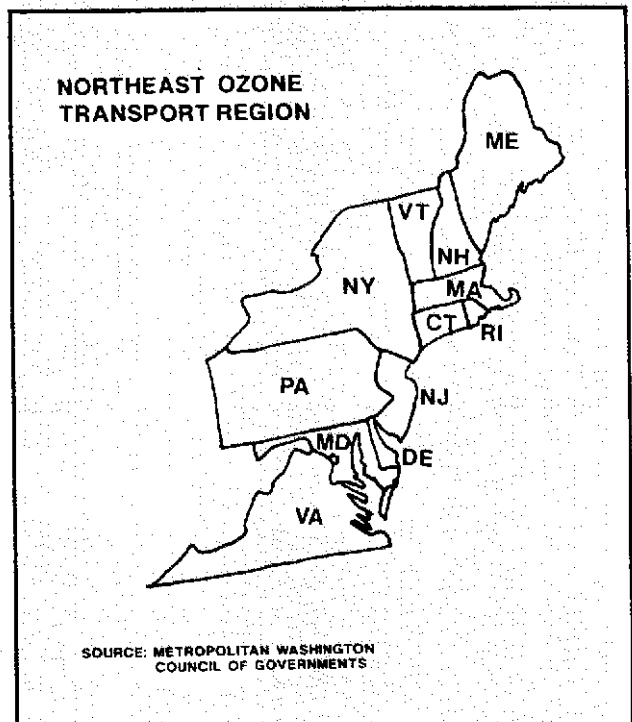 NORTHEAST OZONE
TRANSPORT REGION
ME
VT
NH
NY
MA
CT
RI
PA
NJ
MD
DE
VA
SOURCE: METROPOLITAN WASHINGTON
COUNCIL OF GOVERNMENTS